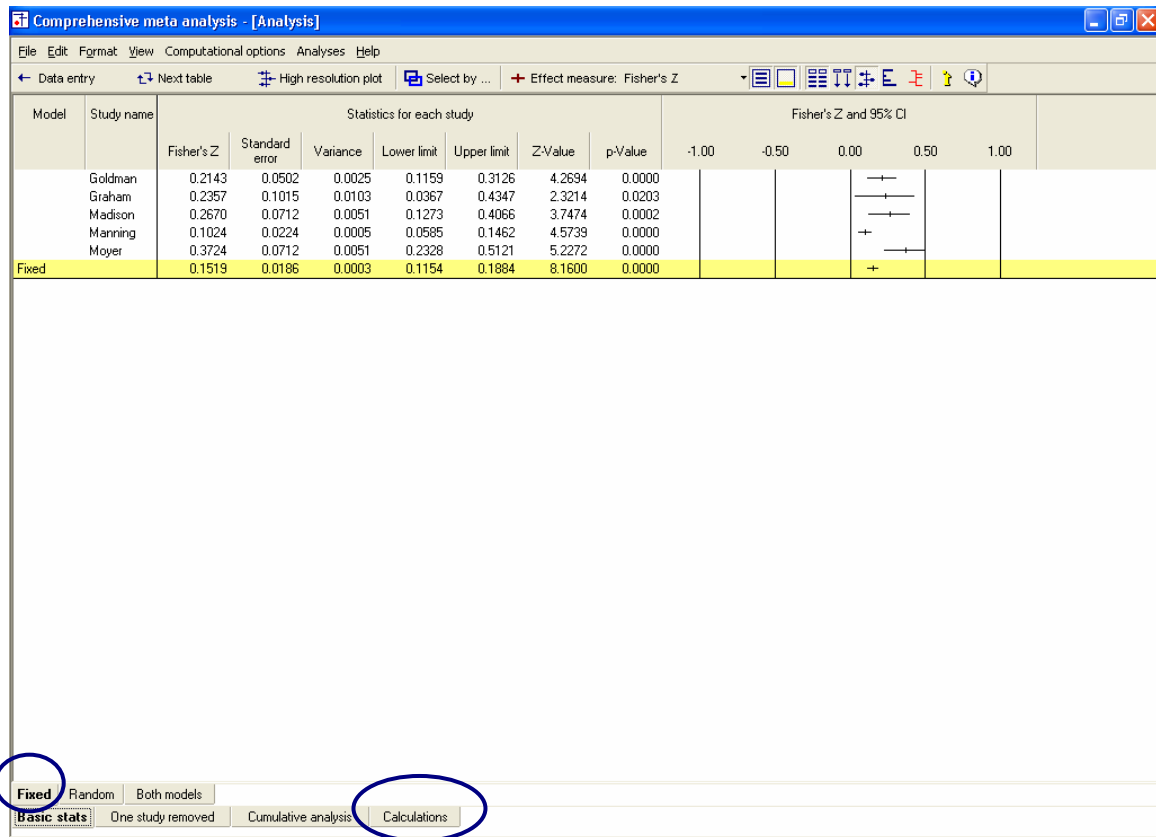 Comprehensive meta analysis - [Analysis]
File Edit Format View Computational options Analyses Help
Data entry Next table High resolution plot Select by ... Effect measure: Fisher's Z
Model Study name Statistics for each study Fisher's Z and 95% CI
Fisher's Z Standard error Variance Lower limit Upper limit Z-Value p-Value -1.00 -0.50 0.00 0.50 1.00
Goldman 0.2143 0.0502 0.0025 0.1159 0.3126 4.2694 0.0000
Graham 0.2357 0.1015 0.0103 0.0367 0.4347 2.3214 0.0203
Madison 0.2670 0.0712 0.0051 0.1273 0.4066 3.7474 0.0002
Manning 0.1024 0.0224 0.0005 0.0585 0.1462 4.5739 0.0000
Moyer 0.3724 0.0712 0.0051 0.2328 0.5121 5.2272 0.0000
Fixed 0.1519 0.0186 0.0003 0.1154 0.1884 8.1600 0.0000
Fixed Random Both models
Basic stats One study removed Cumulative analysis Calculations